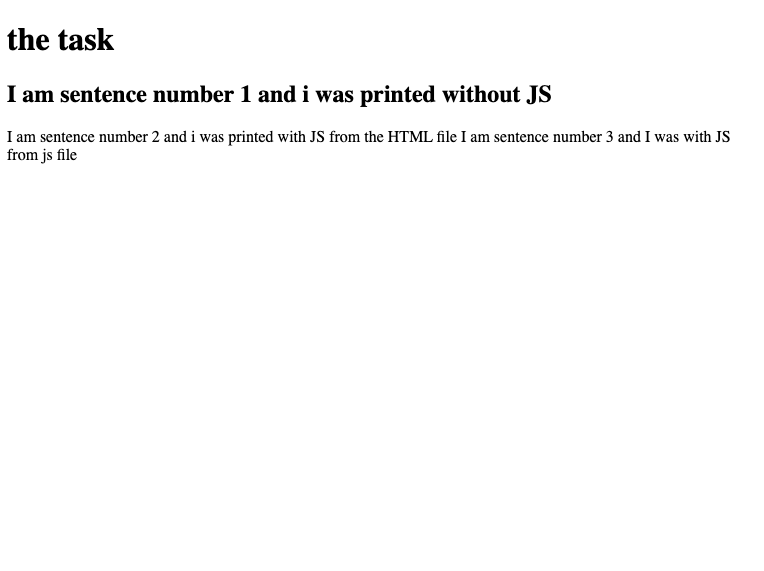 the task
I am sentence number 1 and i was printed without JS
I am sentence number 2 and i was printed with JS from the HTML file I am sentence number 3 and I was with JS
from js file